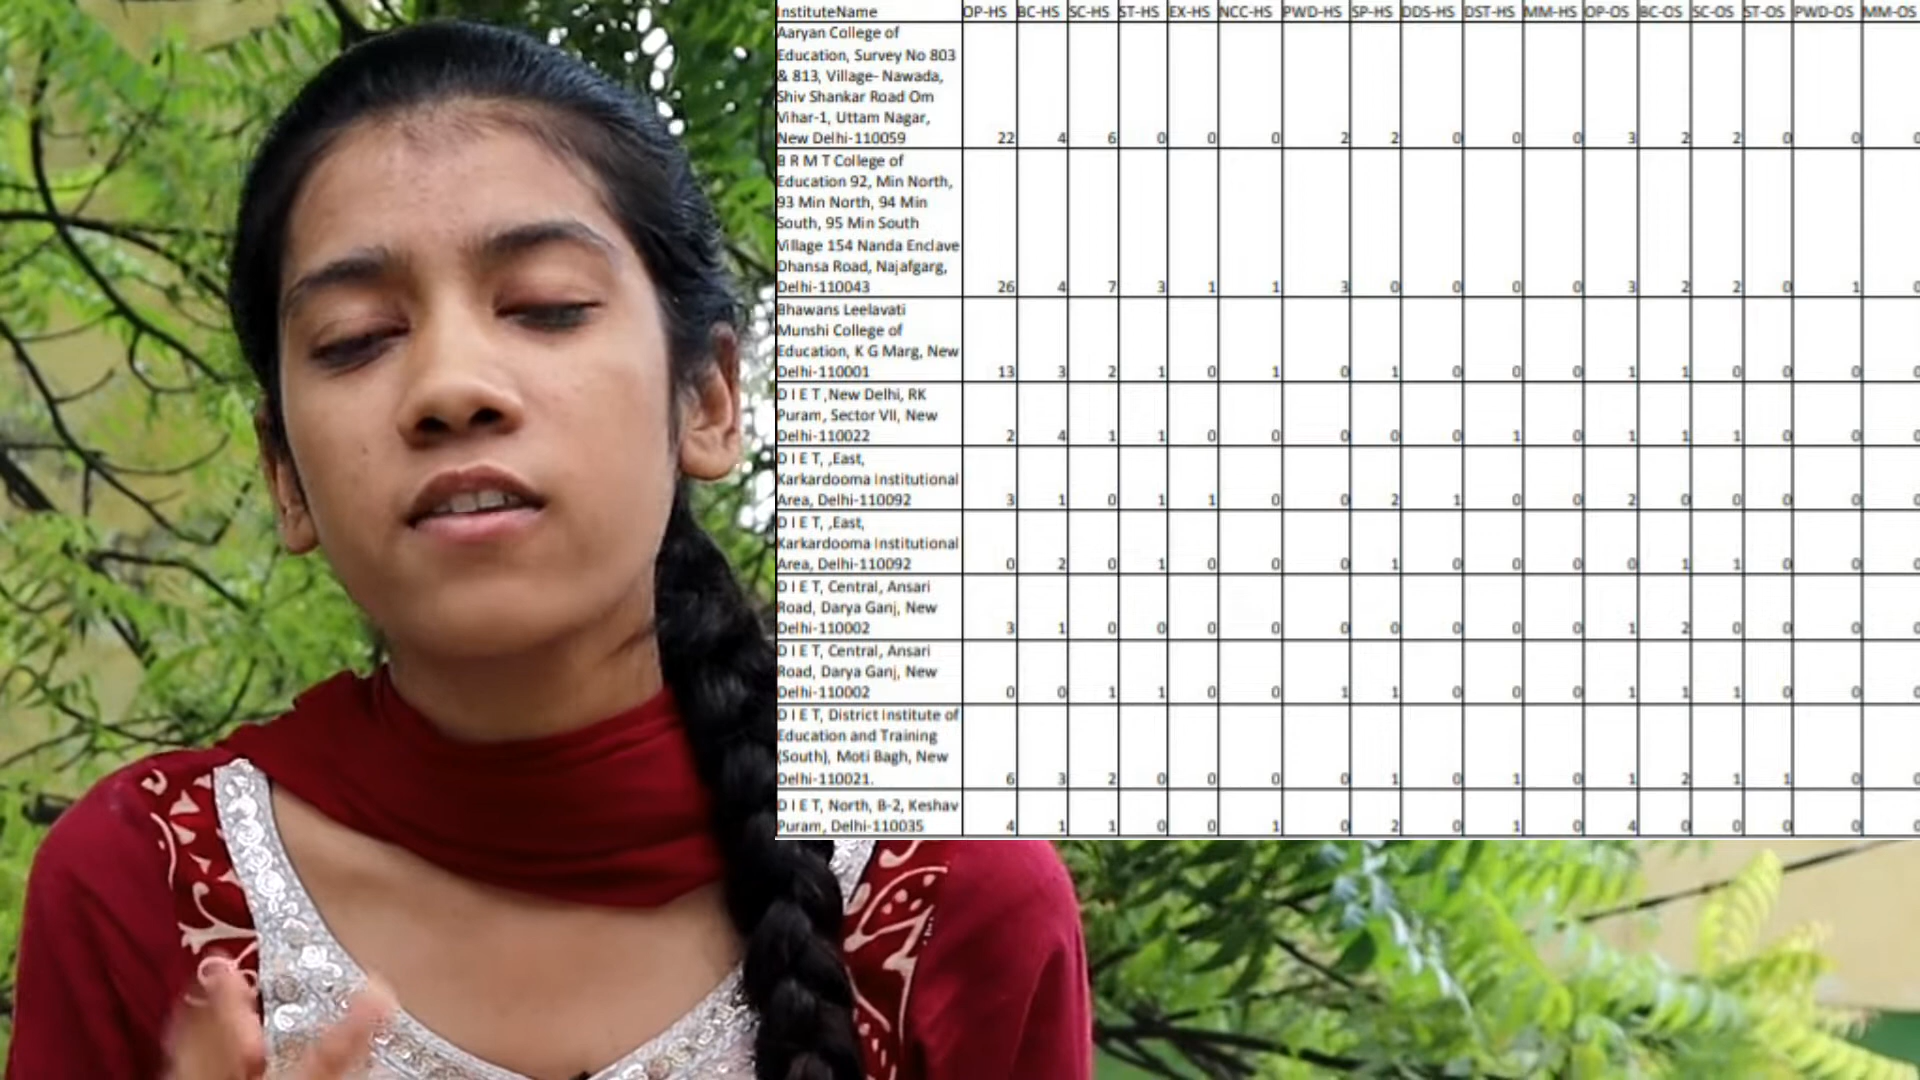 InstituteName OP-HS BC-HS SC-HS ST-HS EX-HS NCC-HS PWD-HS SP-HS DDS-HS DST-HS MM-HS OP-OS BC-OS SC-OS ST-OS PWD-OS MM-OS
Aaryan College of
Education, Survey No 803
& 813, Village- Nawada,
Shiv Shankar Road Om
Vihar-1, Uttam Nagar,
New Delhi-110059 22 4 6 0 0 0 2 2 0 0 0 3 2 2 0 0 0
B R M T College of
Education 92, Min North,
93 Min North, 94 Min
South, 95 Min South
Village 154 Nanda Enclave
Dhansa Road, Najafgarg,
Delhi-110043 26 4 7 3 1 1 3 0 0 0 0 3 2 2 0 1 0
Bhawans Leelavati
Munshi College of
Education, K G Marg, New
Delhi-110001 13 3 2 1 0 1 0 1 0 0 0 1 1 0 0 0 0
D I E T ,New Delhi, RK
Puram, Sector VII, New
Delhi-110022 2 4 1 1 0 0 0 0 0 1 0 1 1 1 0 0 0
D I E T, ,East,
Karkardooma Institutional
Area, Delhi-110092 3 1 0 1 1 0 0 2 1 0 0 2 0 0 0 0 0
D I E T, ,East,
Karkardooma Institutional
Area, Delhi-110092 0 2 0 1 0 0 0 1 0 0 0 0 1 1 0 0 0
D I E T, Central, Ansari
Road, Darya Ganj, New
Delhi-110002 3 1 0 0 0 0 0 0 0 0 0 1 2 0 0 0 0
D I E T, Central, Ansari
Road, Darya Ganj, New
Delhi-110002 0 0 1 1 0 0 1 1 0 0 0 1 1 1 0 0 0
D I E T, District Institute of
Education and Training
(South), Moti Bagh, New
Delhi-110021. 6 3 2 0 0 0 0 1 0 1 0 1 2 1 1 0 0
D I E T, North, B-2, Keshav
Puram, Delhi-110035 4 1 1 0 0 1 0 2 0 1 0 4 0 0 0 0 0